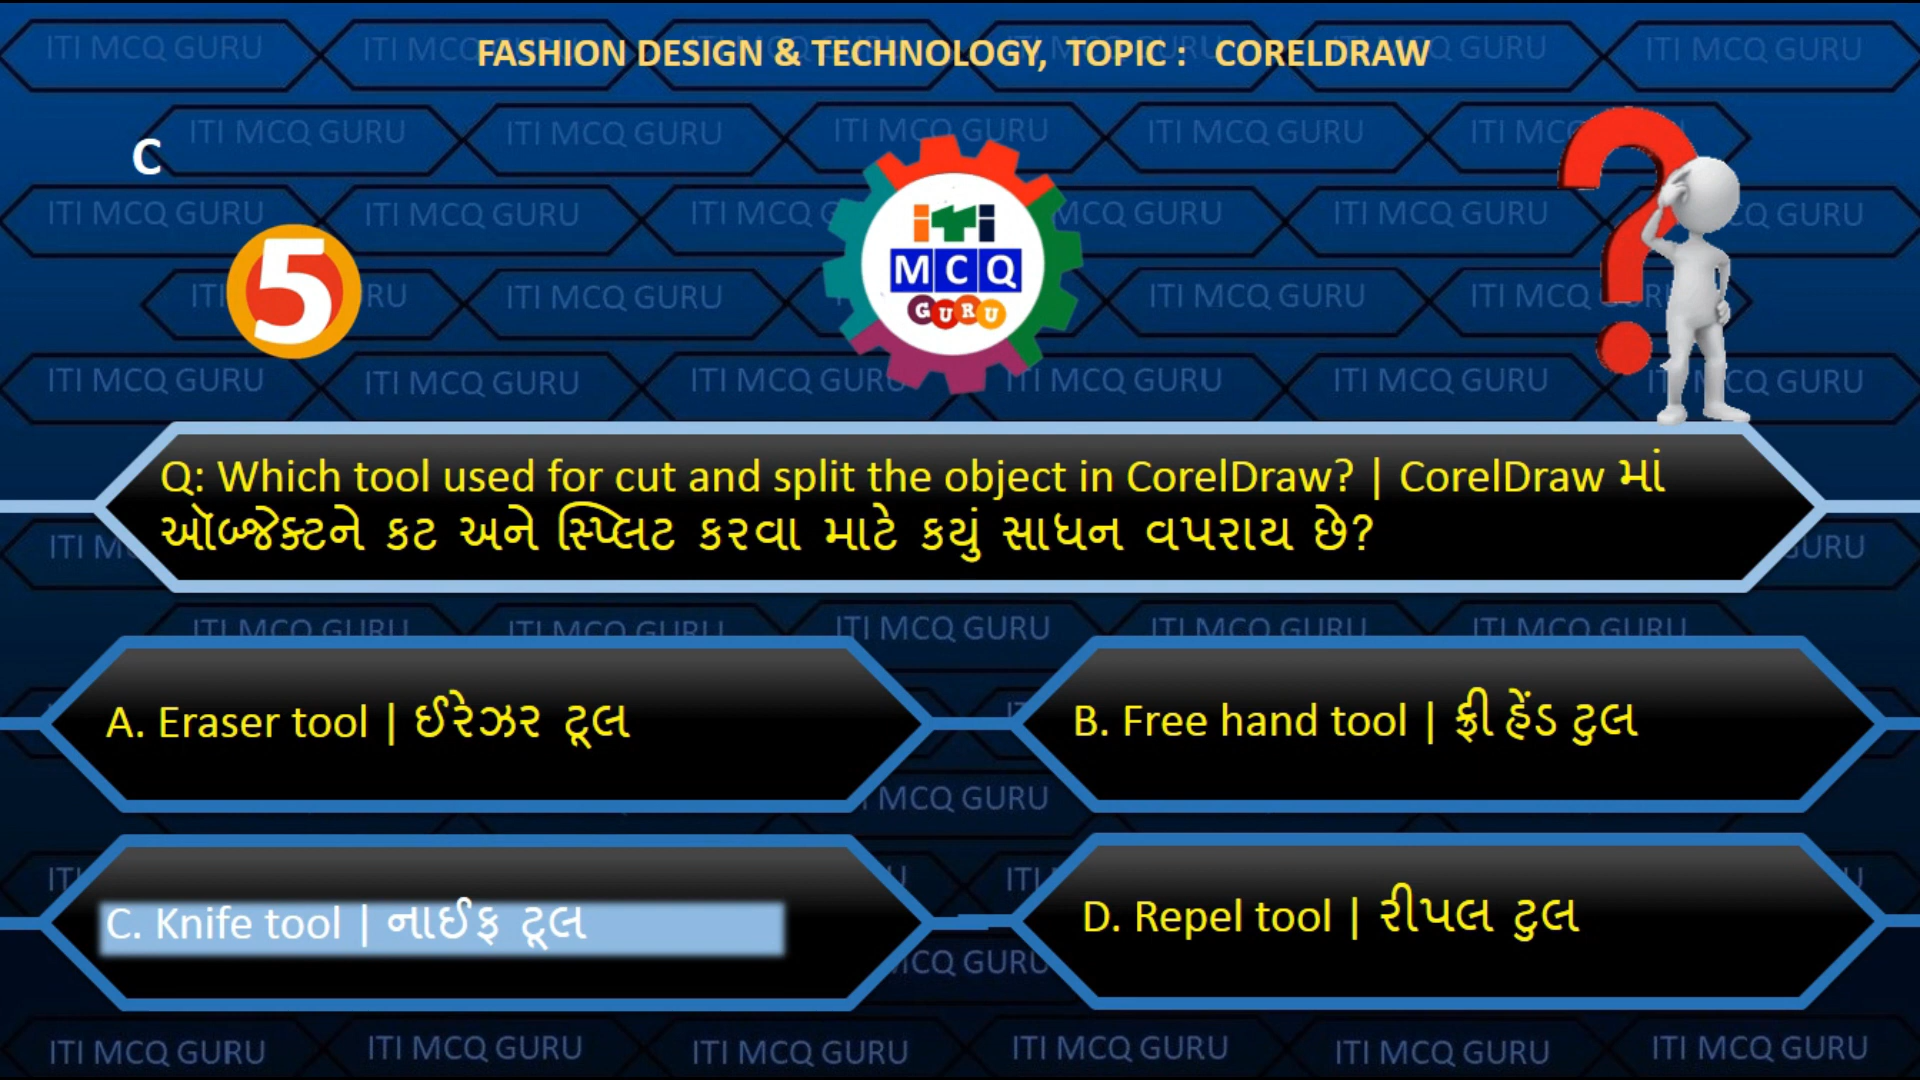 FASHION DESIGN & TECHNOLOGY, TOPIC : CORELDRAW
C
5
iTi
MCQ
GURU
Q: Which tool used for cut and split the object in CorelDraw? | CorelDraw માં
ઑબ્જેક્ટને કટ અને સ્પ્લિટ કરવા માટે કયું સાધન વપરાય છે?
A. Eraser tool | ઈરેઝર ટૂલ
B. Free hand tool | ફ્રી હેંડ ટુલ
C. Knife tool | નાઈફ ટૂલ
D. Repel tool | રીપલ ટુલ
ITI MCQ GURU